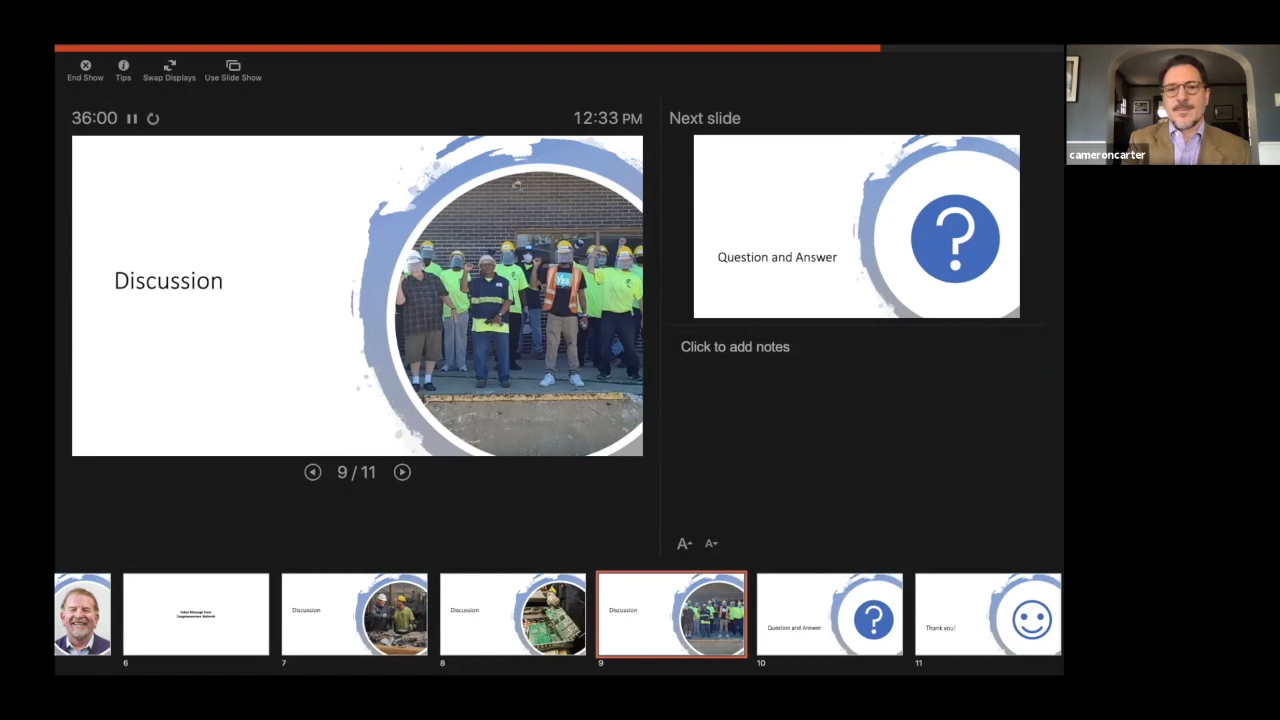 End Show
Tips
Swap Displays
Use Slide Show
36:00
12:33 PM
Next slide
cameroncarter
Discussion
YES
Question and Answer
9 / 11
Click to add notes
A
A
Discussion
Discussion
Discussion
Question and Answer
Thank you!
6
7
8
9
10
11